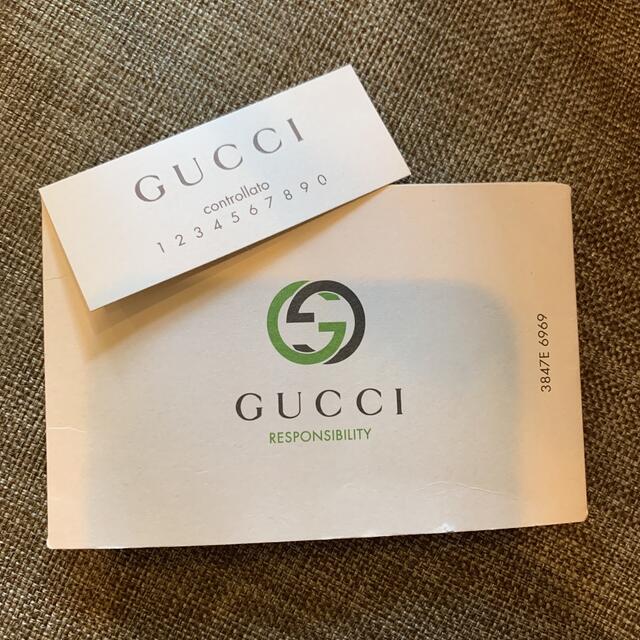 GUCCI
controllato
1 2 3 4 5 6 7 8 9 0
GUCCI
RESPONSIBILITY
3847E 6969